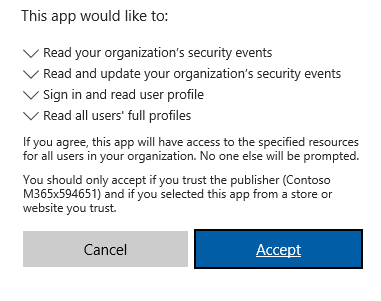 This app would like to:
Read your organization's security events
Read and update your organization's security events
Sign in and read user profile
Read all users' full profiles
If you agree, this app will have access to the specified resources
for all users in your organization. No one else will be prompted.
You should only accept if you trust the publisher (Contoso
M365x594651) and if you selected this app from a store or
website you trust.
Cancel
Accept